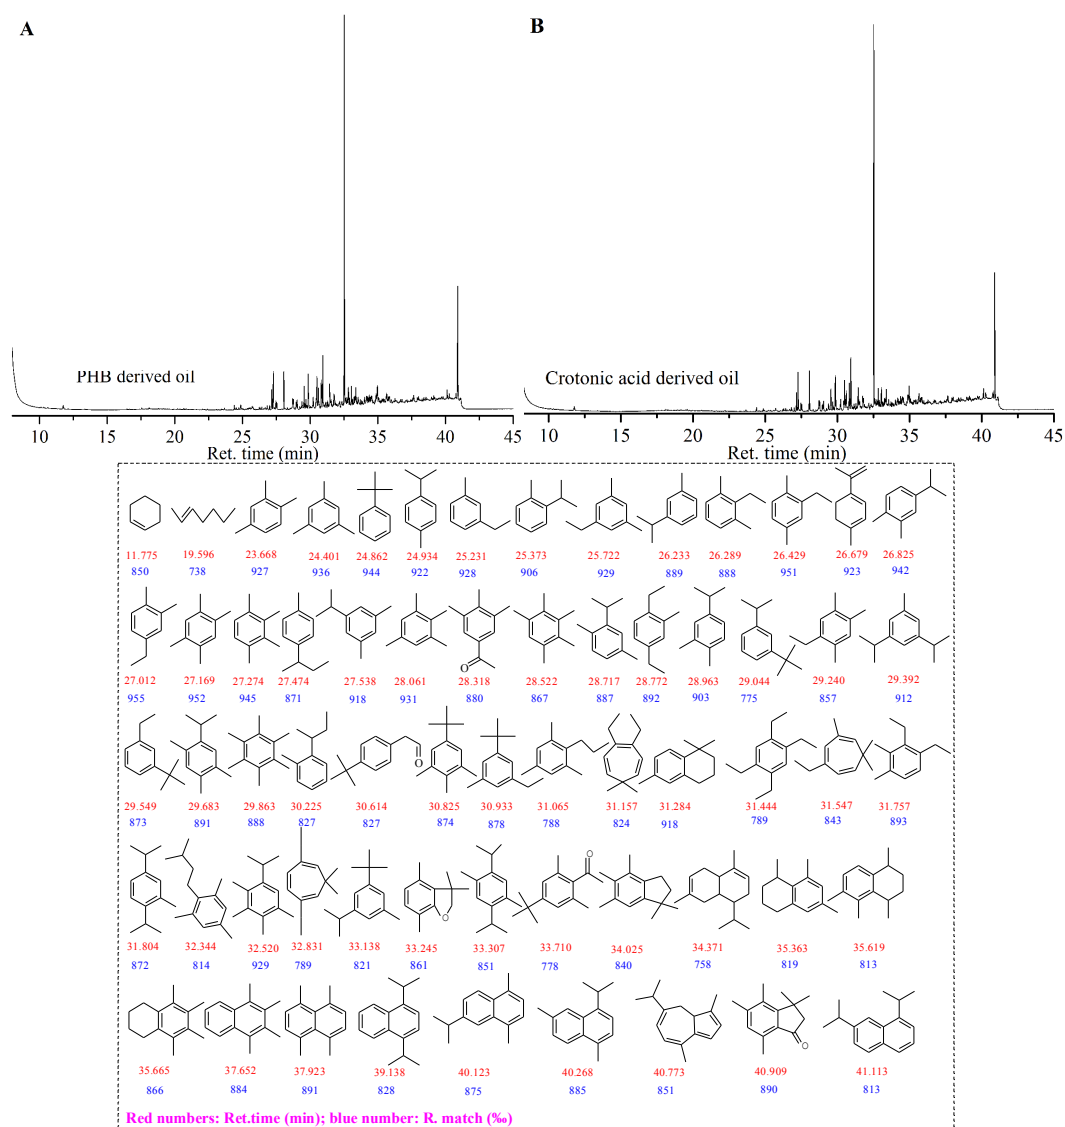 A
B
PHB derived oil
Crotonic acid derived oil
10 15 20 25 30 35 40 45
10 15 20 25 30 35 40 45
Ret. time (min)
Ret. time (min)
11.775 19.596 23.668 24.401 24.862 24.934 25.231 25.373 25.722 26.233 26.289 26.429 26.679 26.825
850 738 927 936 944 922 928 906 929 889 888 951 923 942
O
27.012 27.169 27.274 27.474 27.538 28.061 28.318 28.522 28.717 28.772 28.963 29.044 29.240 29.392
955 952 945 871 918 931 880 867 887 892 903 775 857 912
O
29.549 29.683 29.863 30.225 30.614 30.825 30.933 31.065 31.157 31.284 31.444 31.547 31.757
873 891 888 827 827 874 878 788 824 918 789 843 893
O
O
31.804 32.344 32.520 32.831 33.138 33.245 33.307 33.710 34.025 34.371 35.363 35.619
872 814 929 789 821 861 851 778 840 758 819 813
O
35.665 37.652 37.923 39.138 40.123 40.268 40.773 40.909 41.113
866 884 891 828 875 885 851 890 813
Red numbers: Ret.time (min); blue number: R. match (‰)